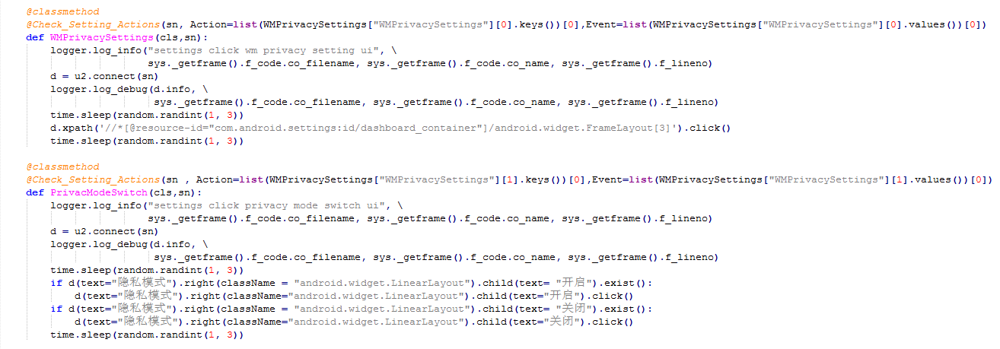 @classmethod
@Check_Setting_Actions(sn, Action=list(WMPrivacySettings["WMPrivacySettings"][0].keys())[0],Event=list(WMPrivacySettings["WMPrivacySettings"][0].values())[0])
def WMPrivacySettings(cls,sn):
    logger.log_info("settings click wm privacy setting ui", \
                    sys._getframe().f_code.co_filename, sys._getframe().f_code.co_name, sys._getframe().f_lineno)
    d = u2.connect(sn)
    logger.log_debug(d.info, \
                     sys._getframe().f_code.co_filename, sys._getframe().f_code.co_name, sys._getframe().f_lineno)
    time.sleep(random.randint(1, 3))
    d.xpath('//*[@resource-id="com.android.settings:id/dashboard_container"]/android.widget.FrameLayout[3]').click()
    time.sleep(random.randint(1, 3))
@classmethod
@Check_Setting_Actions(sn , Action=list(WMPrivacySettings["WMPrivacySettings"][1].keys())[0],Event=list(WMPrivacySettings["WMPrivacySettings"][1].values())[0])
def PrivacModeSwitch(cls,sn):
    logger.log_info("settings click privacy mode switch ui", \
                    sys._getframe().f_code.co_filename, sys._getframe().f_code.co_name, sys._getframe().f_lineno)
    d = u2.connect(sn)
    logger.log_debug(d.info, \
                     sys._getframe().f_code.co_filename, sys._getframe().f_code.co_name, sys._getframe().f_lineno)
    time.sleep(random.randint(1, 3))
    if d(text="隐私模式").right(className = "android.widget.LinearLayout").child(text= "开启").exist():
        d(text="隐私模式").right(className="android.widget.LinearLayout").child(text="开启").click()
    if d(text="隐私模式").right(className = "android.widget.LinearLayout").child(text= "关闭").exist():
        d(text="隐私模式").right(className="android.widget.LinearLayout").child(text="关闭").click()
    time.sleep(random.randint(1, 3))